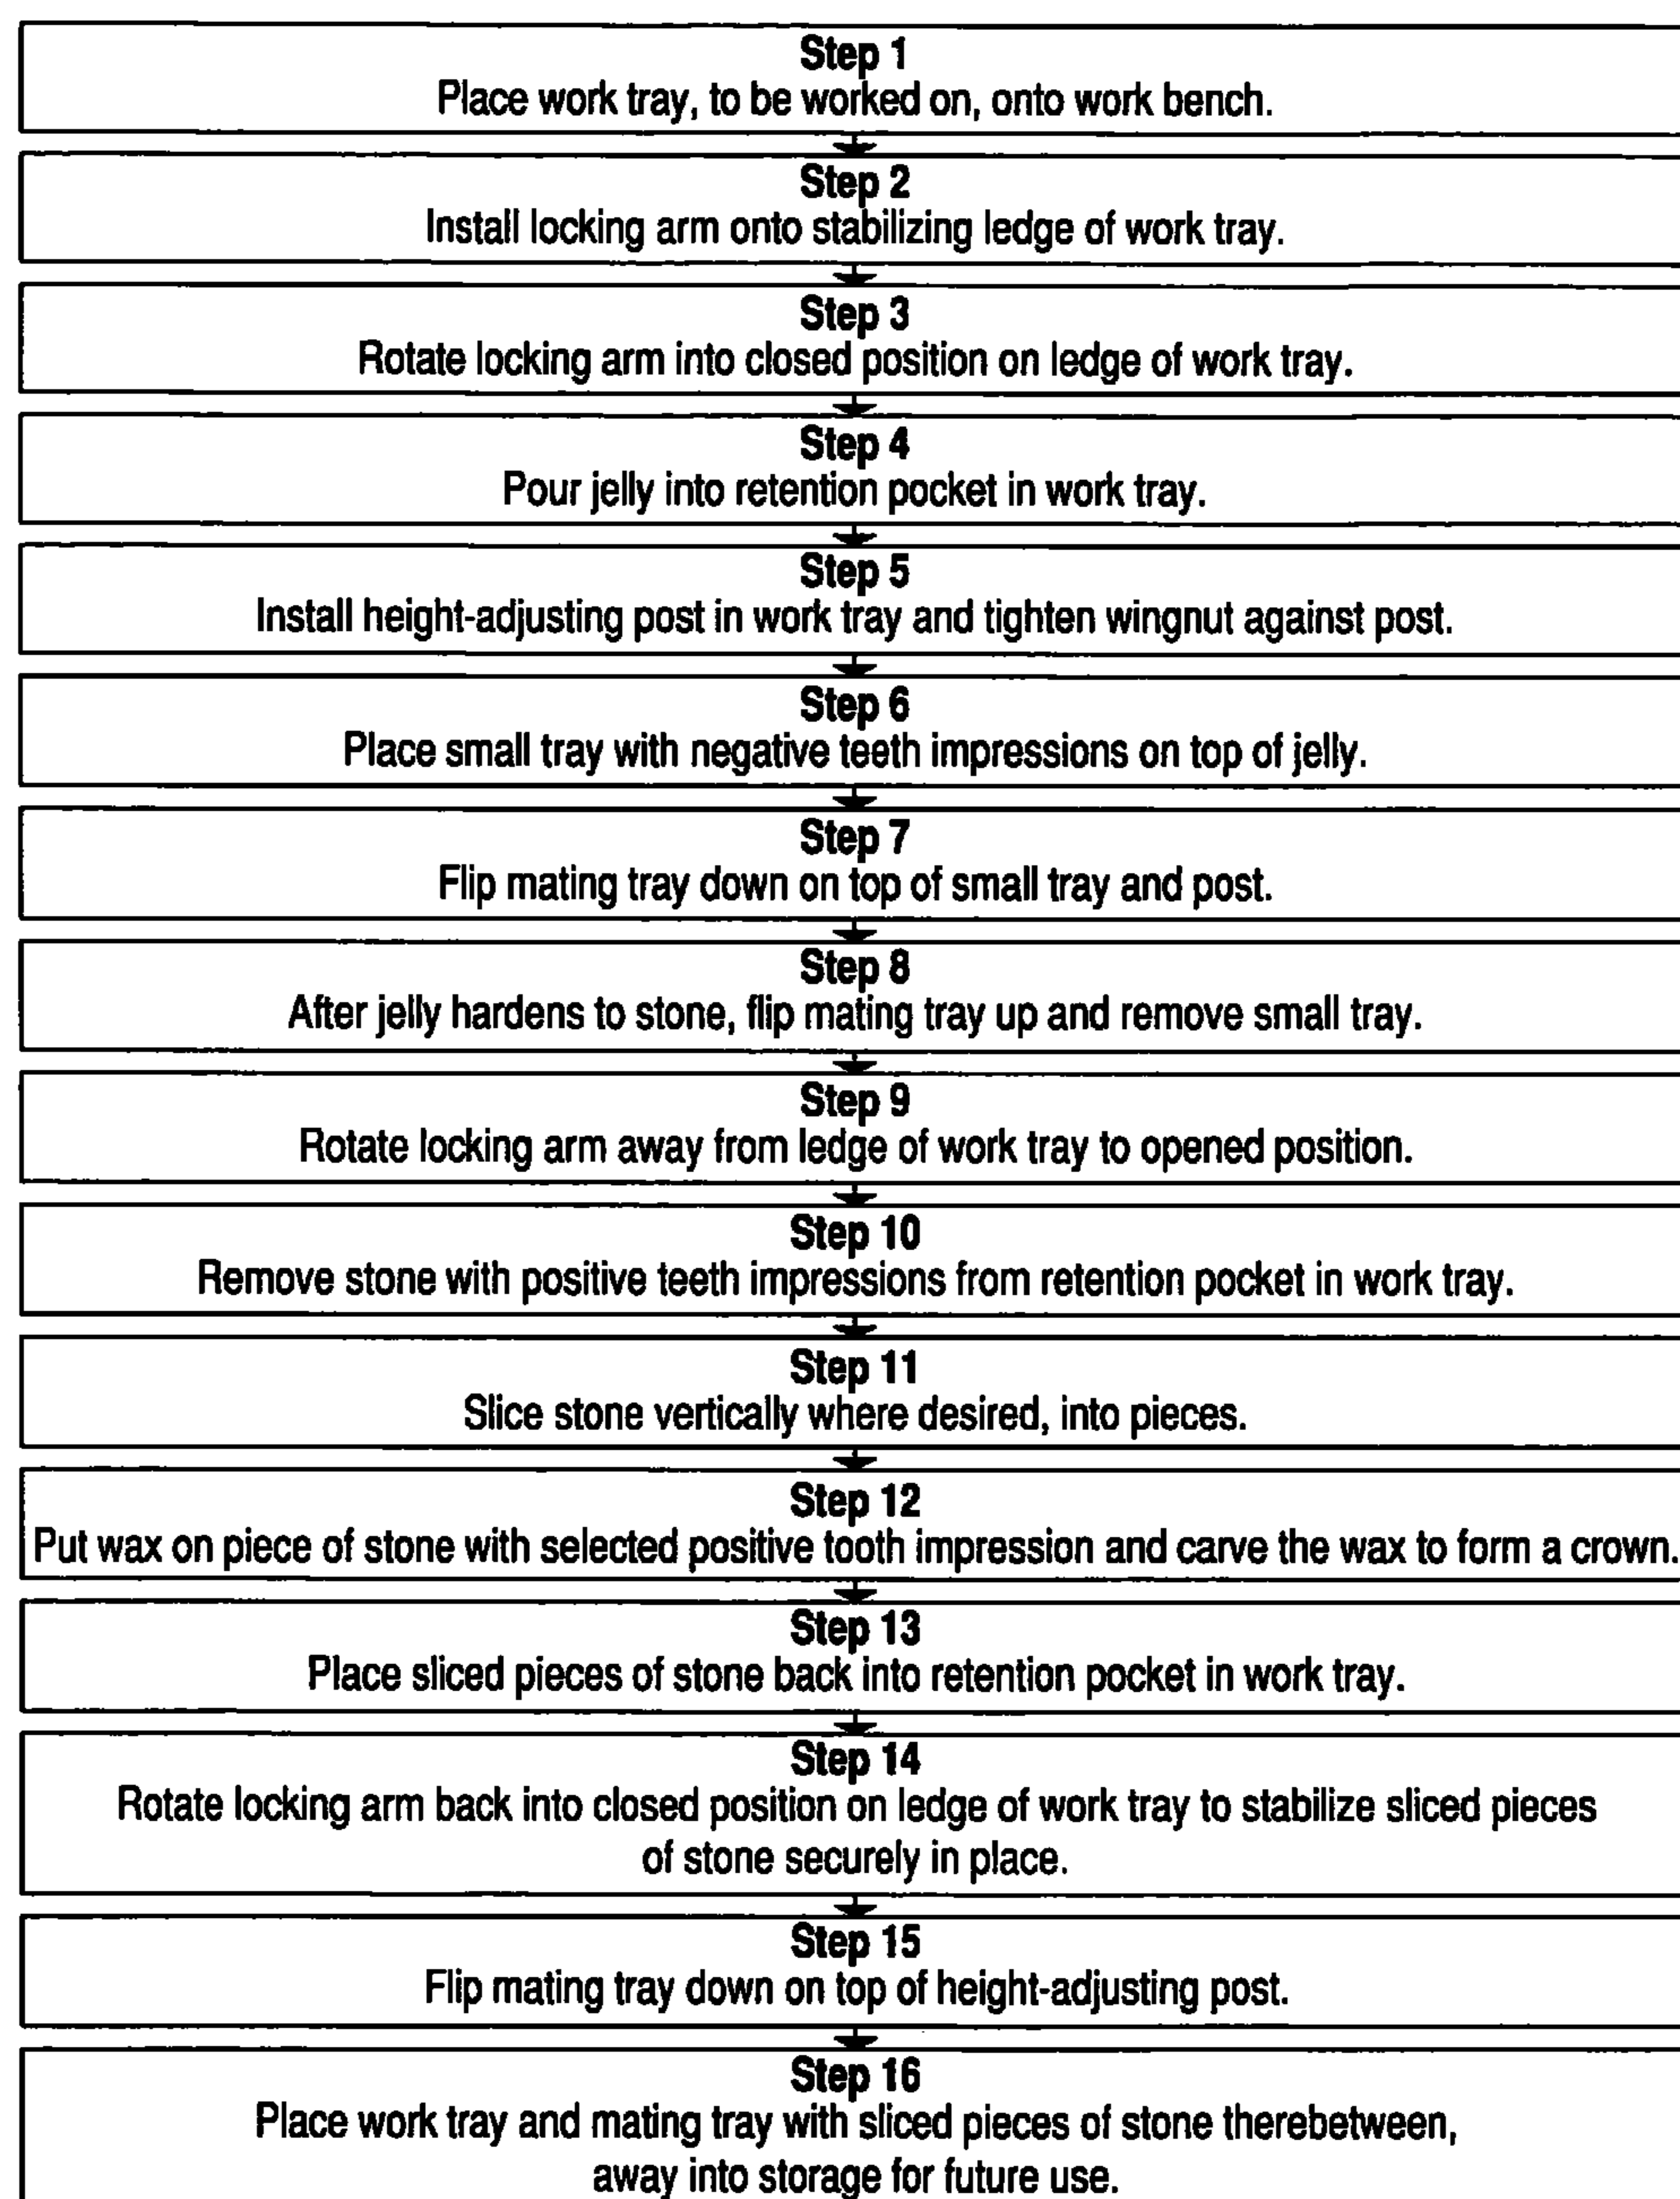 Step 1
Place work tray, to be worked on, onto work bench.
Step 2
Install locking arm onto stabilizing ledge of work tray.
Step 3
Rotate locking arm into closed position on ledge of work tray.
Step 4
Pour jelly into retention pocket in work tray.
Step 5
Install height-adjusting post in work tray and tighten wingnut against post.
Step 6
Place small tray with negative teeth impressions on top of jelly.
Step 7
Flip mating tray down on top of small tray and post.
Step 8
After jelly hardens to stone, flip mating tray up and remove small tray.
Step 9
Rotate locking arm away from ledge of work tray to opened position.
Step 10
Remove stone with positive teeth impressions from retention pocket in work tray.
Step 11
Slice stone vertically where desired, into pieces.
Step 12
Put wax on piece of stone with selected positive tooth impression and carve the wax to form a crown.
Step 13
Place sliced pieces of stone back into retention pocket in work tray.
Step 14
Rotate locking arm back into closed position on ledge of work tray to stabilize sliced pieces
of stone securely in place.
Step 15
Flip mating tray down on top of height-adjusting post.
Step 16
Place work tray and mating tray with sliced pieces of stone therebetween,
away into storage for future use.